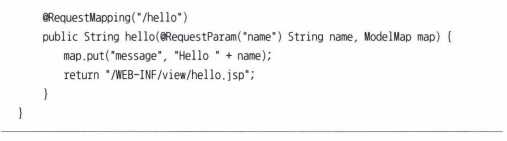 @RequestMapping("/hello")
public String hello(@RequestParam("name") String name, ModelMap map) {
map.put("message", "Hello " + name);
return "/WEB-INF/view/hello.jsp";
}
}